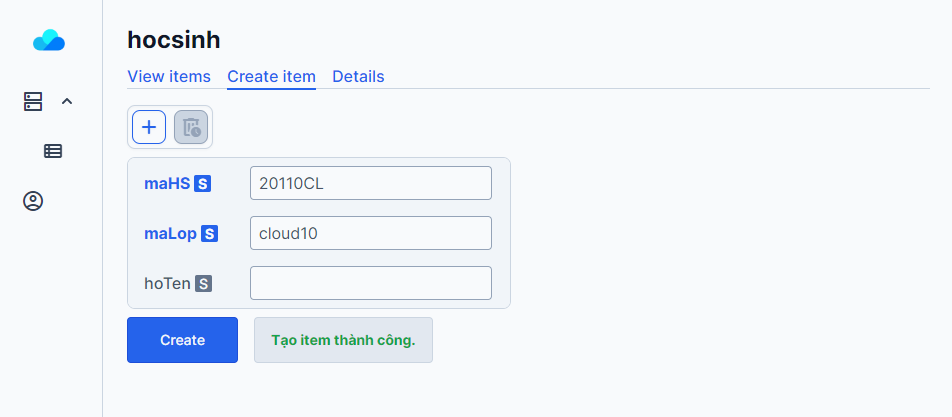 hocsinh
View items Create item Details
maHS S 20110CL
maLop S cloud10
hoTen S
Create Tạo item thành công.